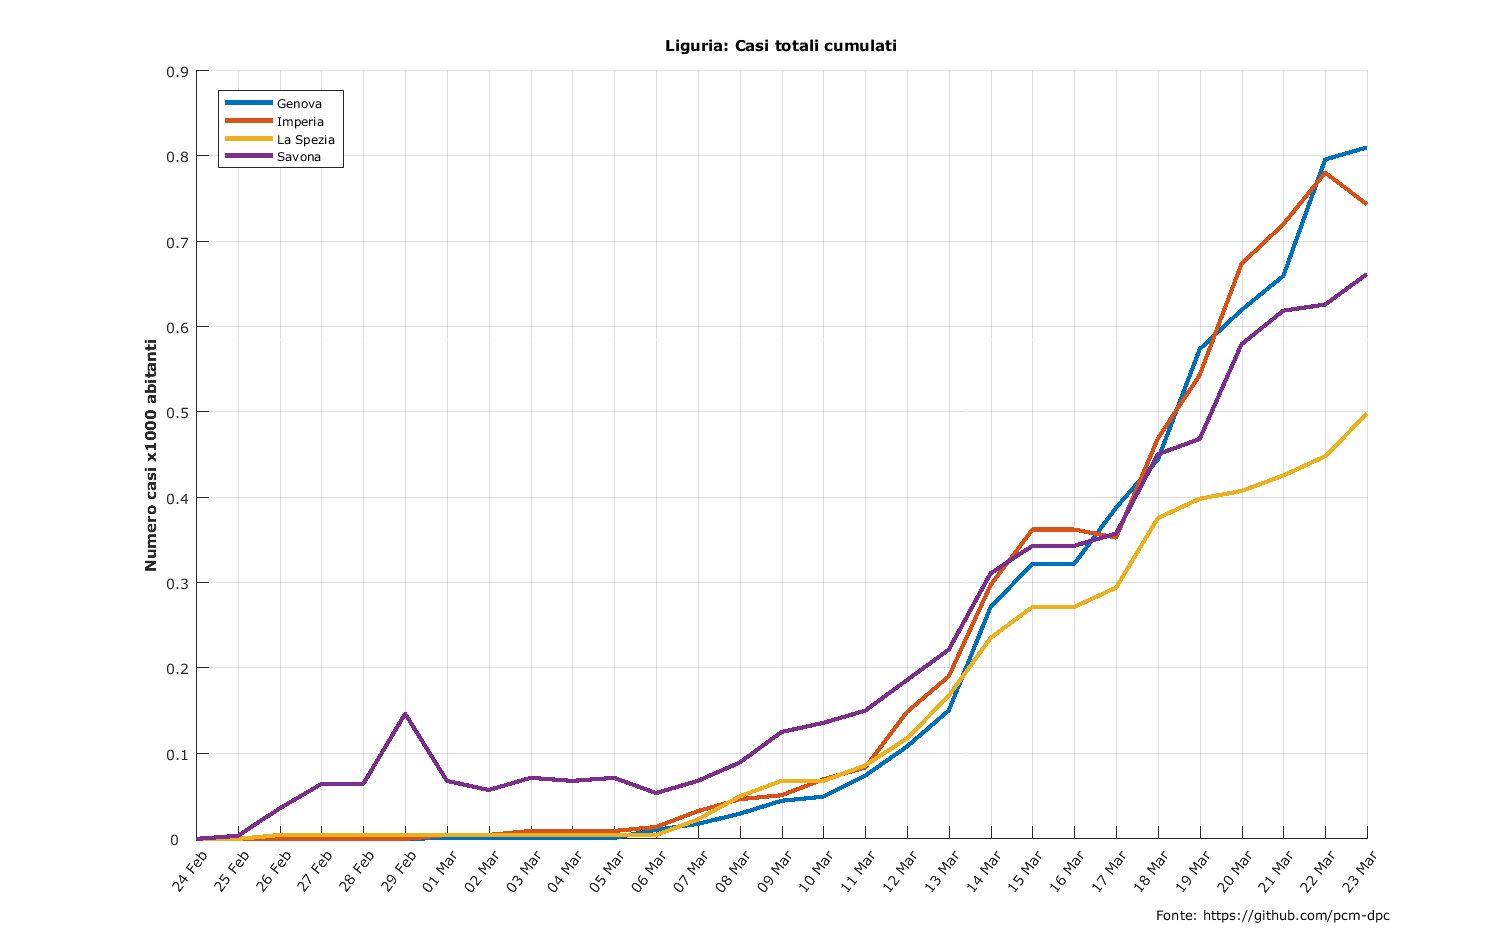 Liguria: Casi totali cumulati
Genova
Imperia
La Spezia
Savona
Numero casi x1000 abitanti
0.9
0.8
0.7
0.6
0.5
0.4
0.3
0.2
0.1
0
24 Feb
25 Feb
26 Feb
27 Feb
28 Feb
29 Feb
01 Mar
02 Mar
03 Mar
04 Mar
05 Mar
06 Mar
07 Mar
08 Mar
09 Mar
10 Mar
11 Mar
12 Mar
13 Mar
14 Mar
15 Mar
16 Mar
17 Mar
18 Mar
19 Mar
20 Mar
21 Mar
22 Mar
23 Mar
Fonte: https://github.com/pcm-dpc